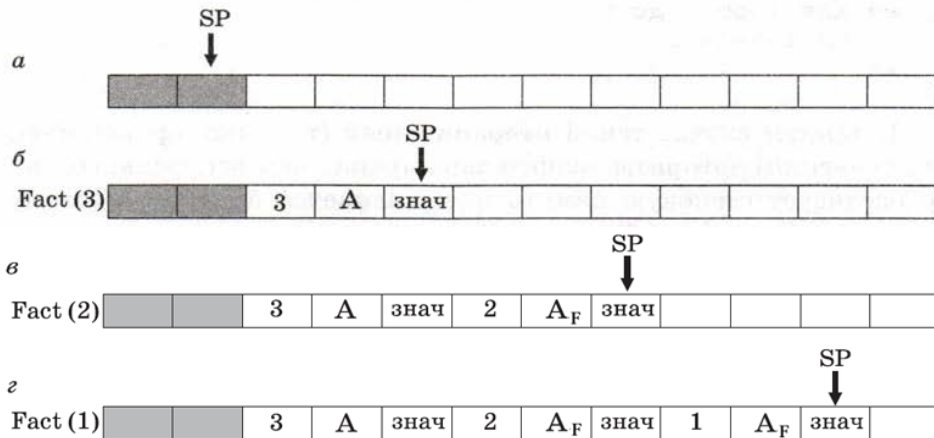 SP
а
SP
б
Fact (3) 3 A знач
SP
в
Fact (2) 3 A знач 2 A_F знач
SP
г
Fact (1) 3 A знач 2 A_F знач 1 A_F знач